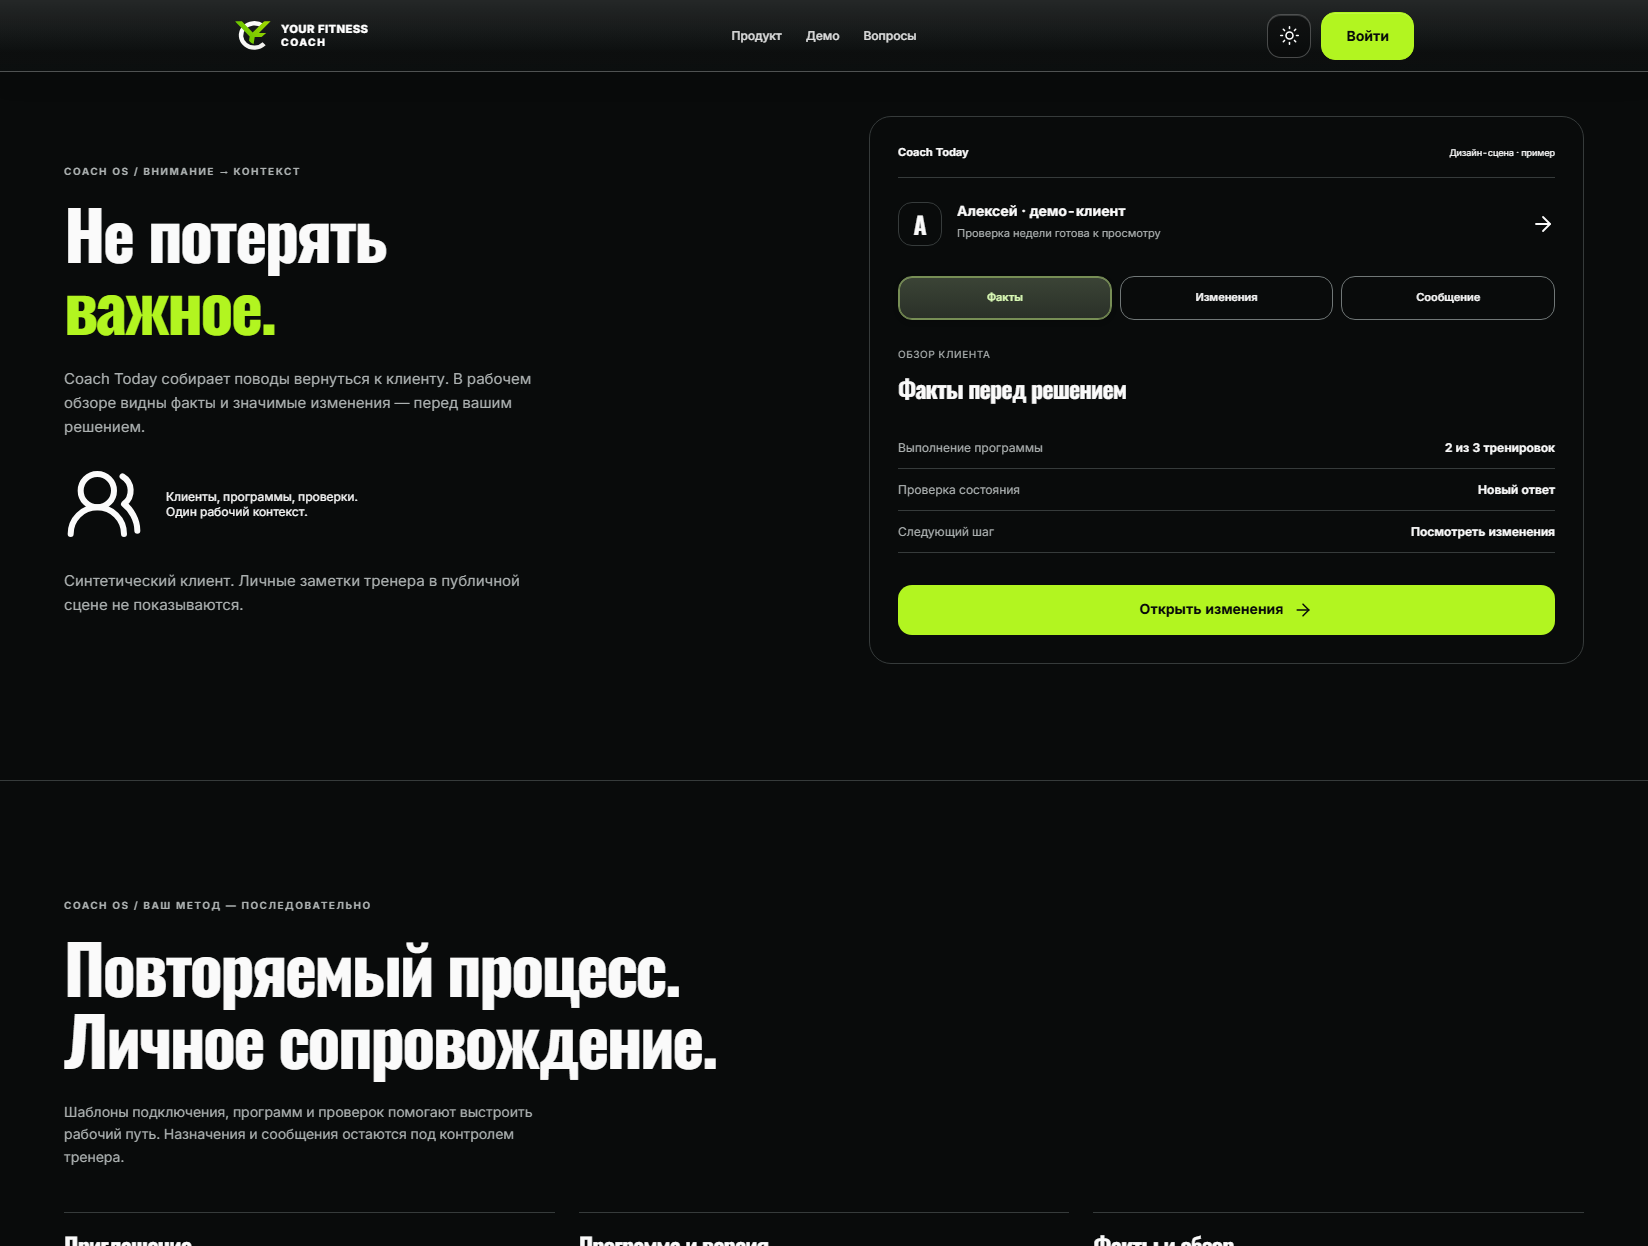 YOUR FITNESS
COACH
Продукт
Демо
Вопросы
Войти
COACH OS / ВНИМАНИЕ → КОНТЕКСТ
Не потерять
важное.
Coach Today собирает поводы вернуться к клиенту. В рабочем
обзоре видны факты и значимые изменения — перед вашим
решением.
Клиенты, программы, проверки.
Один рабочий контекст.
Синтетический клиент. Личные заметки тренера в публичной
сцене не показываются.
Coach Today
Дизайн-сцена · пример
А
Алексей · демо-клиент
Проверка недели готова к просмотру
Факты
Изменения
Сообщение
ОБЗОР КЛИЕНТА
Факты перед решением
Выполнение программы
2 из 3 тренировок
Проверка состояния
Новый ответ
Следующий шаг
Посмотреть изменения
Открыть изменения →
COACH OS / ВАШ МЕТОД — ПОСЛЕДОВАТЕЛЬНО
Повторяемый процесс.
Личное сопровождение.
Шаблоны подключения, программ и проверок помогают выстроить
рабочий путь. Назначения и сообщения остаются под контролем
тренера.
Приглашение
Программа и версия
Факты и обзор